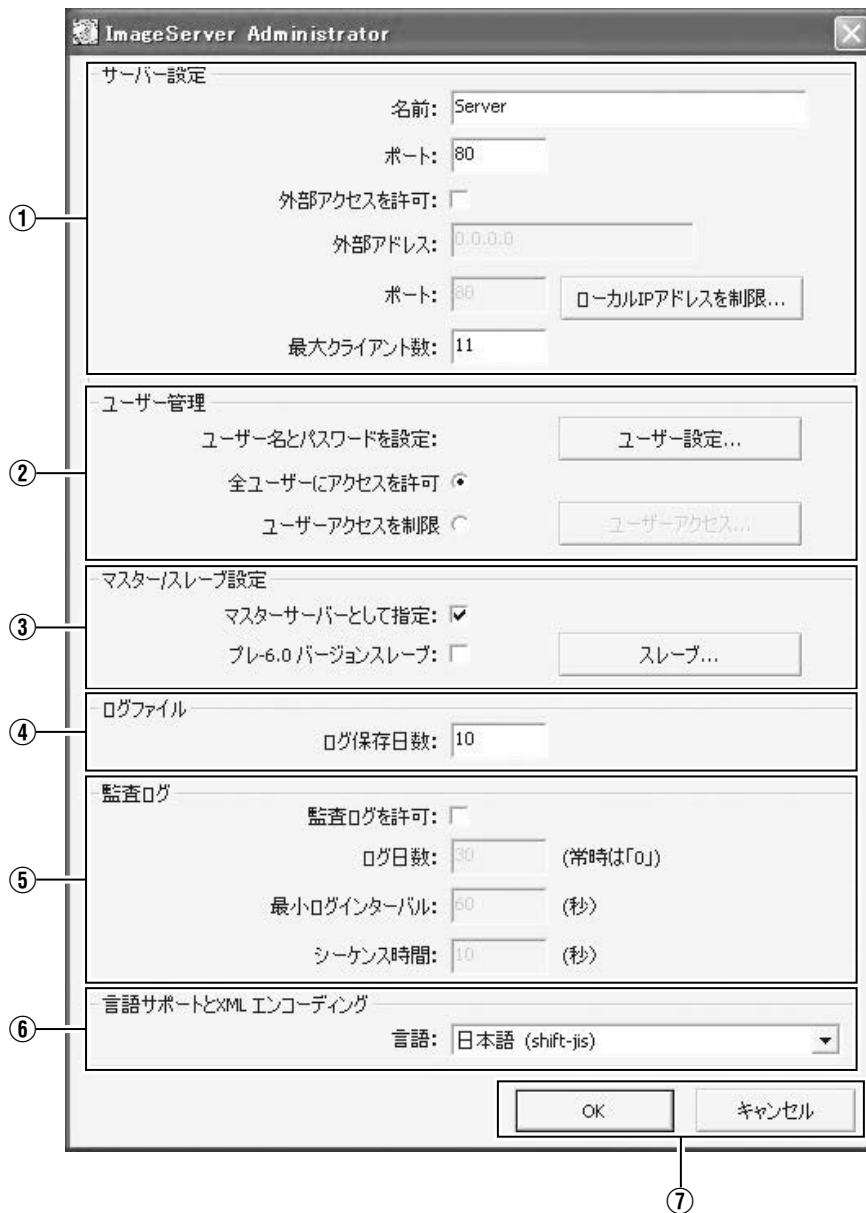 ImageServer Administrator
サーバー設定
名前: Server
ポート: 80
① 外部アクセスを許可:
外部アドレス: 0.0.0.0
ポート: 80 ローカルIPアドレスを制限...
最大クライアント数: 11
ユーザー管理
ユーザー名とパスワードを設定: ユーザー設定...
② 全ユーザーにアクセスを許可
ユーザーアクセスを制限 ユーザーアクセス...
マスター/スレーブ設定
③ マスターサーバーとして指定:
プレ-6.0 バージョンスレーブ: スレーブ...
ログファイル
④ ログ保存日数: 10
監査ログ
監査ログを許可:
ログ日数: 30 (常時は「0」)
⑤ 最小ログインターバル: 60 (秒)
シーケンス時間: 10 (秒)
言語サポートとXML エンコーディング
⑥ 言語: 日本語 (shift-jis)
OK キャンセル
⑦